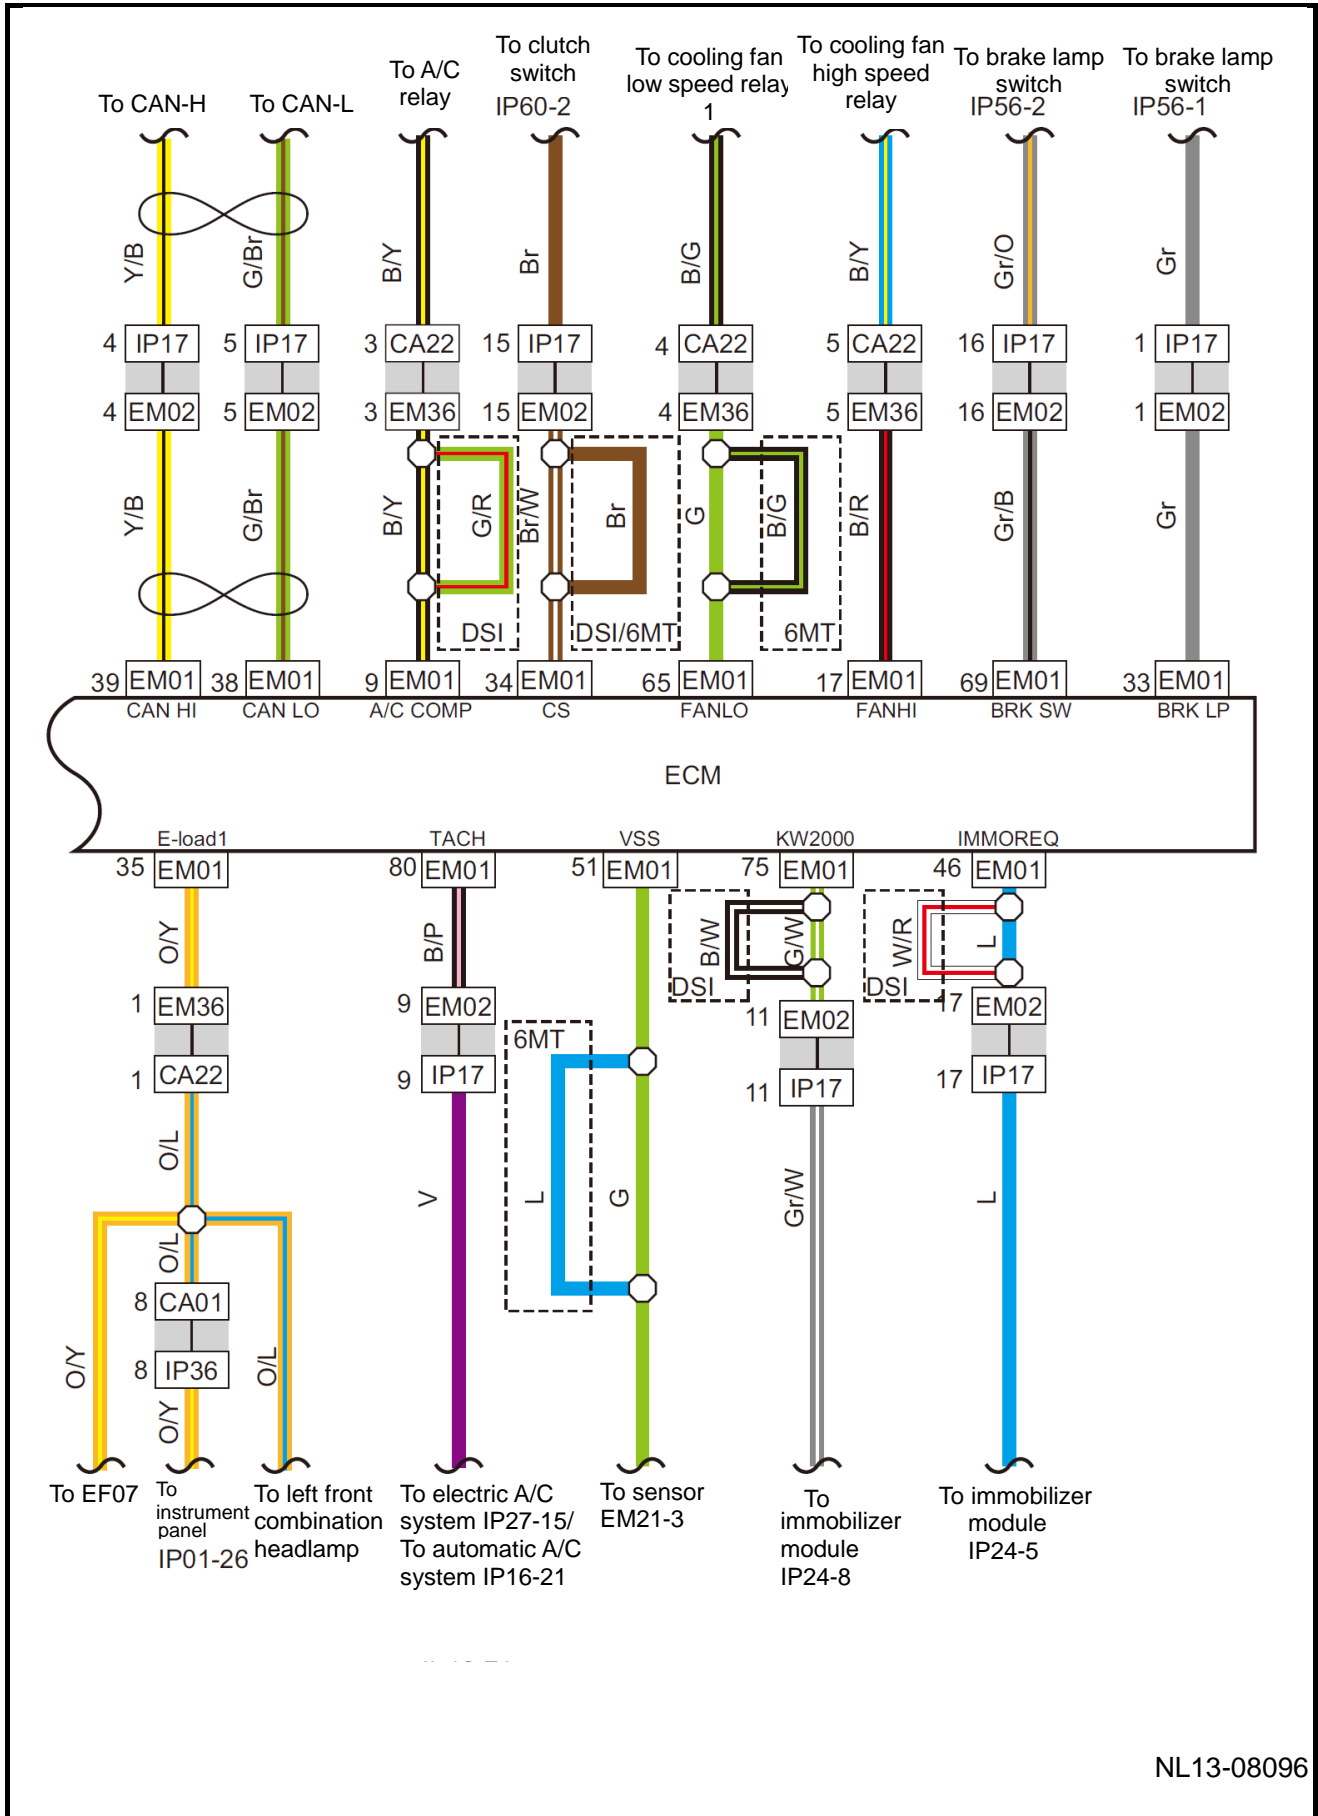 To CAN-H
To CAN-L
To A/C
relay
To clutch
switch
IP60-2
To cooling fan
low speed relay
1
To cooling fan
high speed
relay
To brake lamp
switch
IP56-2
To brake lamp
switch
IP56-1
Y/B
G/Br
B/Y
Br
B/G
B/Y
Gr/O
Gr
4 IP17
5 IP17
3 CA22
15 IP17
4 CA22
5 CA22
16 IP17
1 IP17
4 EM02
5 EM02
3 EM36
15 EM02
4 EM36
5 EM36
16 EM02
1 EM02
Y/B
G/Br
B/Y
G/R
Br/W
Br
G
B/G
B/R
Gr/B
Gr
DSI
DSI/6MT
6MT
39 EM01
38 EM01
9 EM01
34 EM01
65 EM01
17 EM01
69 EM01
33 EM01
CAN HI
CAN LO
A/C COMP
CS
FANLO
FANHI
BRK SW
BRK LP
ECM
E-load1
TACH
VSS
KW2000
IMMOREQ
35 EM01
80 EM01
51 EM01
75 EM01
46 EM01
O/Y
B/P
B/W
G/W
W/R
L
DSI
DSI
1 EM36
9 EM02
11 EM02
17 EM02
6MT
1 CA22
9 IP17
11 IP17
17 IP17
O/L
V
L
G
Gr/W
L
O/L
8 CA01
8 IP36
O/Y
O/Y
O/L
To EF07
To
instrument
panel
IP01-26
To left front
combination
headlamp
To electric A/C
system IP27-15/
To automatic A/C
system IP16-21
To sensor
EM21-3
To
immobilizer
module
IP24-8
To immobilizer
module
IP24-5
NL13-08096